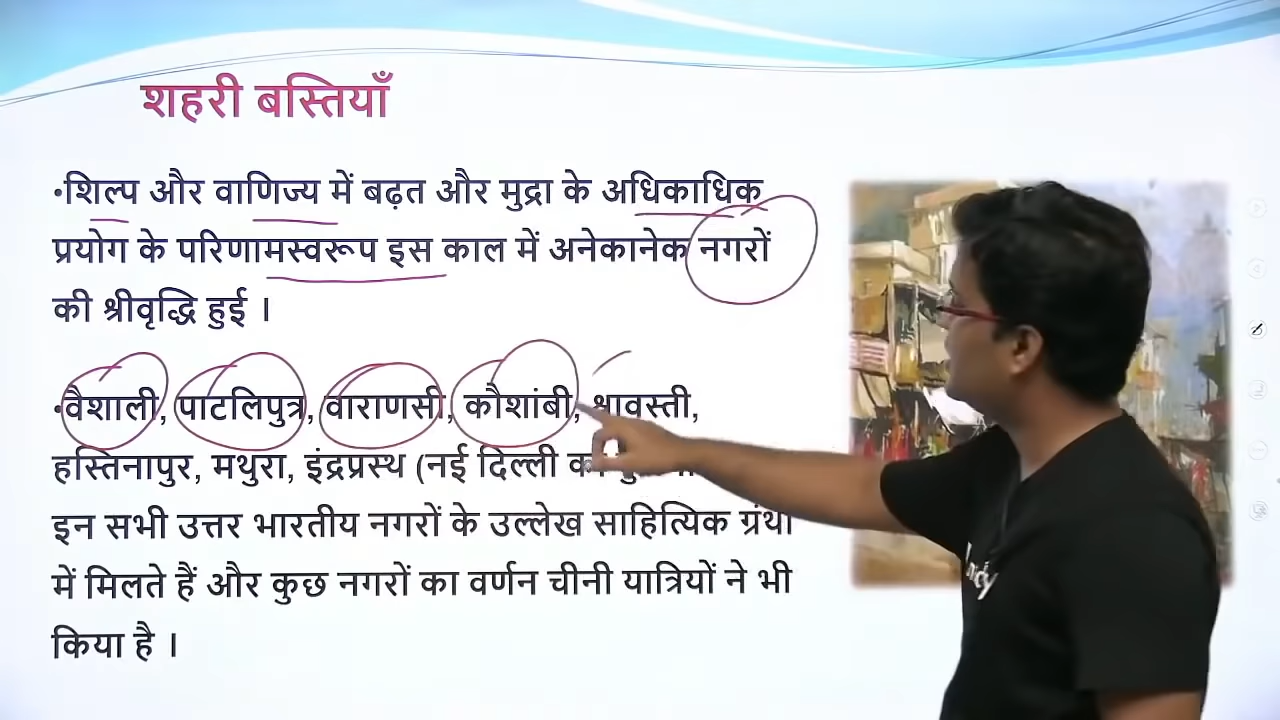 शहरी बस्तियाँ
•शिल्प और वाणिज्य में बढ़त और मुद्रा के अधिकाधिक
प्रयोग के परिणामस्वरूप इस काल में अनेकानेक नगरों
की श्रीवृद्धि हुई ।
•वैशाली, पाटलिपुत्र, वाराणसी, कौशांबी, श्रावस्ती,
हस्तिनापुर, मथुरा, इंद्रप्रस्थ (नई दिल्ली का
इन सभी उत्तर भारतीय नगरों के उल्लेख साहित्यिक ग्रंथों
में मिलते हैं और कुछ नगरों का वर्णन चीनी यात्रियों ने भी
किया है ।